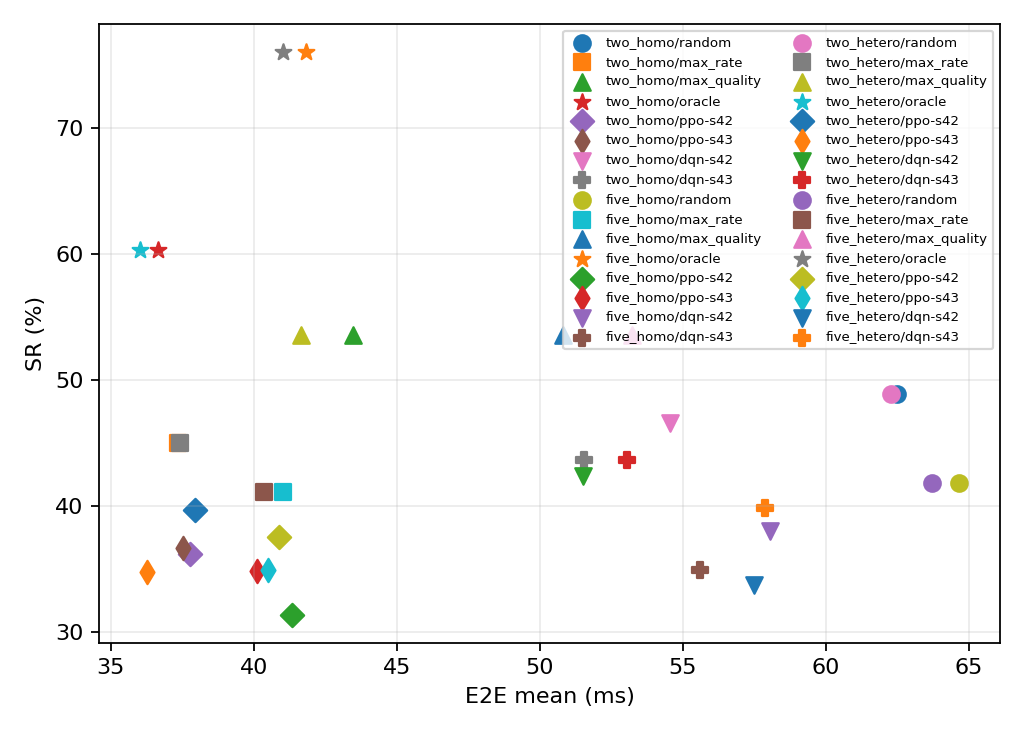 70
60
50
40
30
SR (%)
35
40
45
50
55
60
65
E2E mean (ms)
two_homo/random
two_homo/max_rate
two_homo/max_quality
two_homo/oracle
two_homo/ppo-s42
two_homo/ppo-s43
two_homo/dqn-s42
two_homo/dqn-s43
five_homo/random
five_homo/max_rate
five_homo/max_quality
five_homo/oracle
five_homo/ppo-s42
five_homo/ppo-s43
five_homo/dqn-s42
five_homo/dqn-s43
two_hetero/random
two_hetero/max_rate
two_hetero/max_quality
two_hetero/oracle
two_hetero/ppo-s42
two_hetero/ppo-s43
two_hetero/dqn-s42
two_hetero/dqn-s43
five_hetero/random
five_hetero/max_rate
five_hetero/max_quality
five_hetero/oracle
five_hetero/ppo-s42
five_hetero/ppo-s43
five_hetero/dqn-s42
five_hetero/dqn-s43